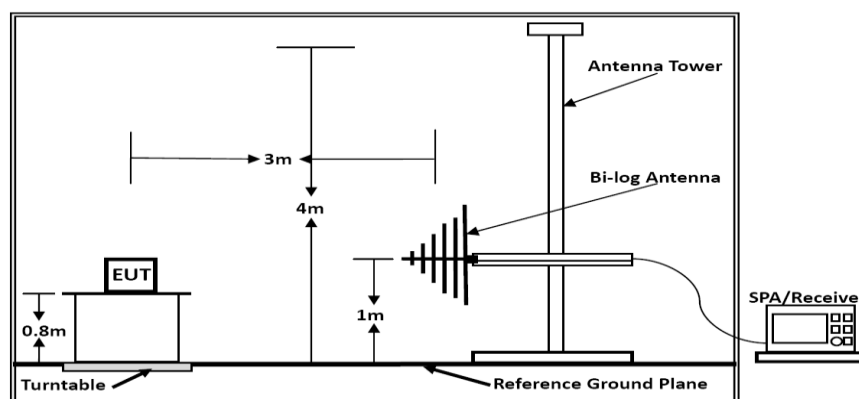 Antenna Tower
3m
Bi-log Antenna
4m
EUT
1m
0.8m
SPA/Receive
Turntable
Reference Ground Plane